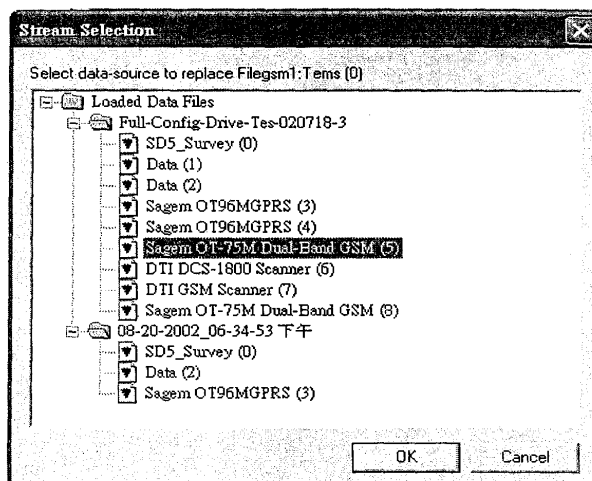 Stream Selection
Select data-source to replace Filegsm1:Tems (0)
Loaded Data Files
Full-Config-Drive-Tes-020718-3
SD5_Survey (0)
Data (1)
Data (2)
Sagem OT96MGPRS (3)
Sagem OT96MGPRS (4)
Sagem OT-75M Dual-Band GSM (5)
DTI DCS-1800 Scanner (6)
DTI GSM Scanner (7)
Sagem OT-75M Dual-Band GSM (8)
08-20-2002_06-34-53 下午
SD5_Survey (0)
Data (2)
Sagem OT96MGPRS (3)
OK
Cancel